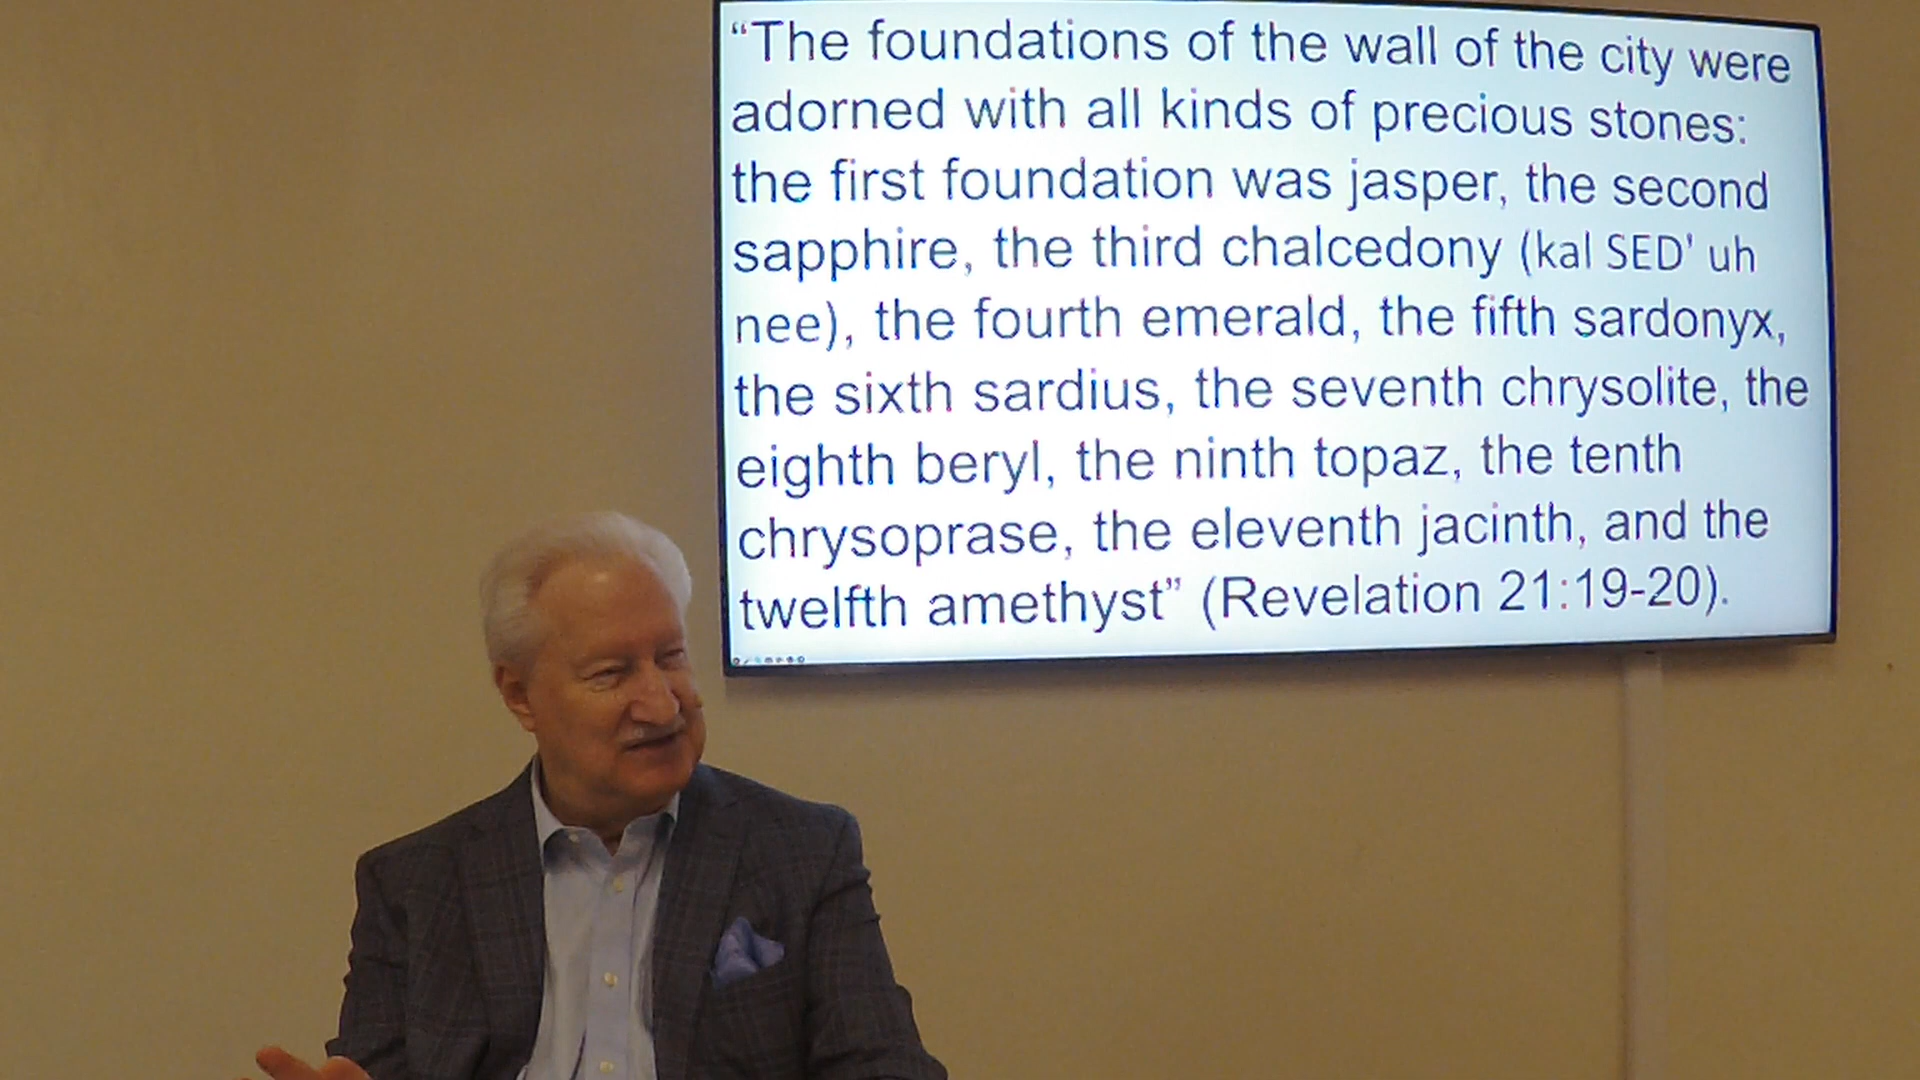 “The foundations of the wall of the city were
adorned with all kinds of precious stones:
the first foundation was jasper, the second
sapphire, the third chalcedony (kal SED' uh
nee), the fourth emerald, the fifth sardonyx,
the sixth sardius, the seventh chrysolite, the
eighth beryl, the ninth topaz, the tenth
chrysoprase, the eleventh jacinth, and the
twelfth amethyst” (Revelation 21:19-20).